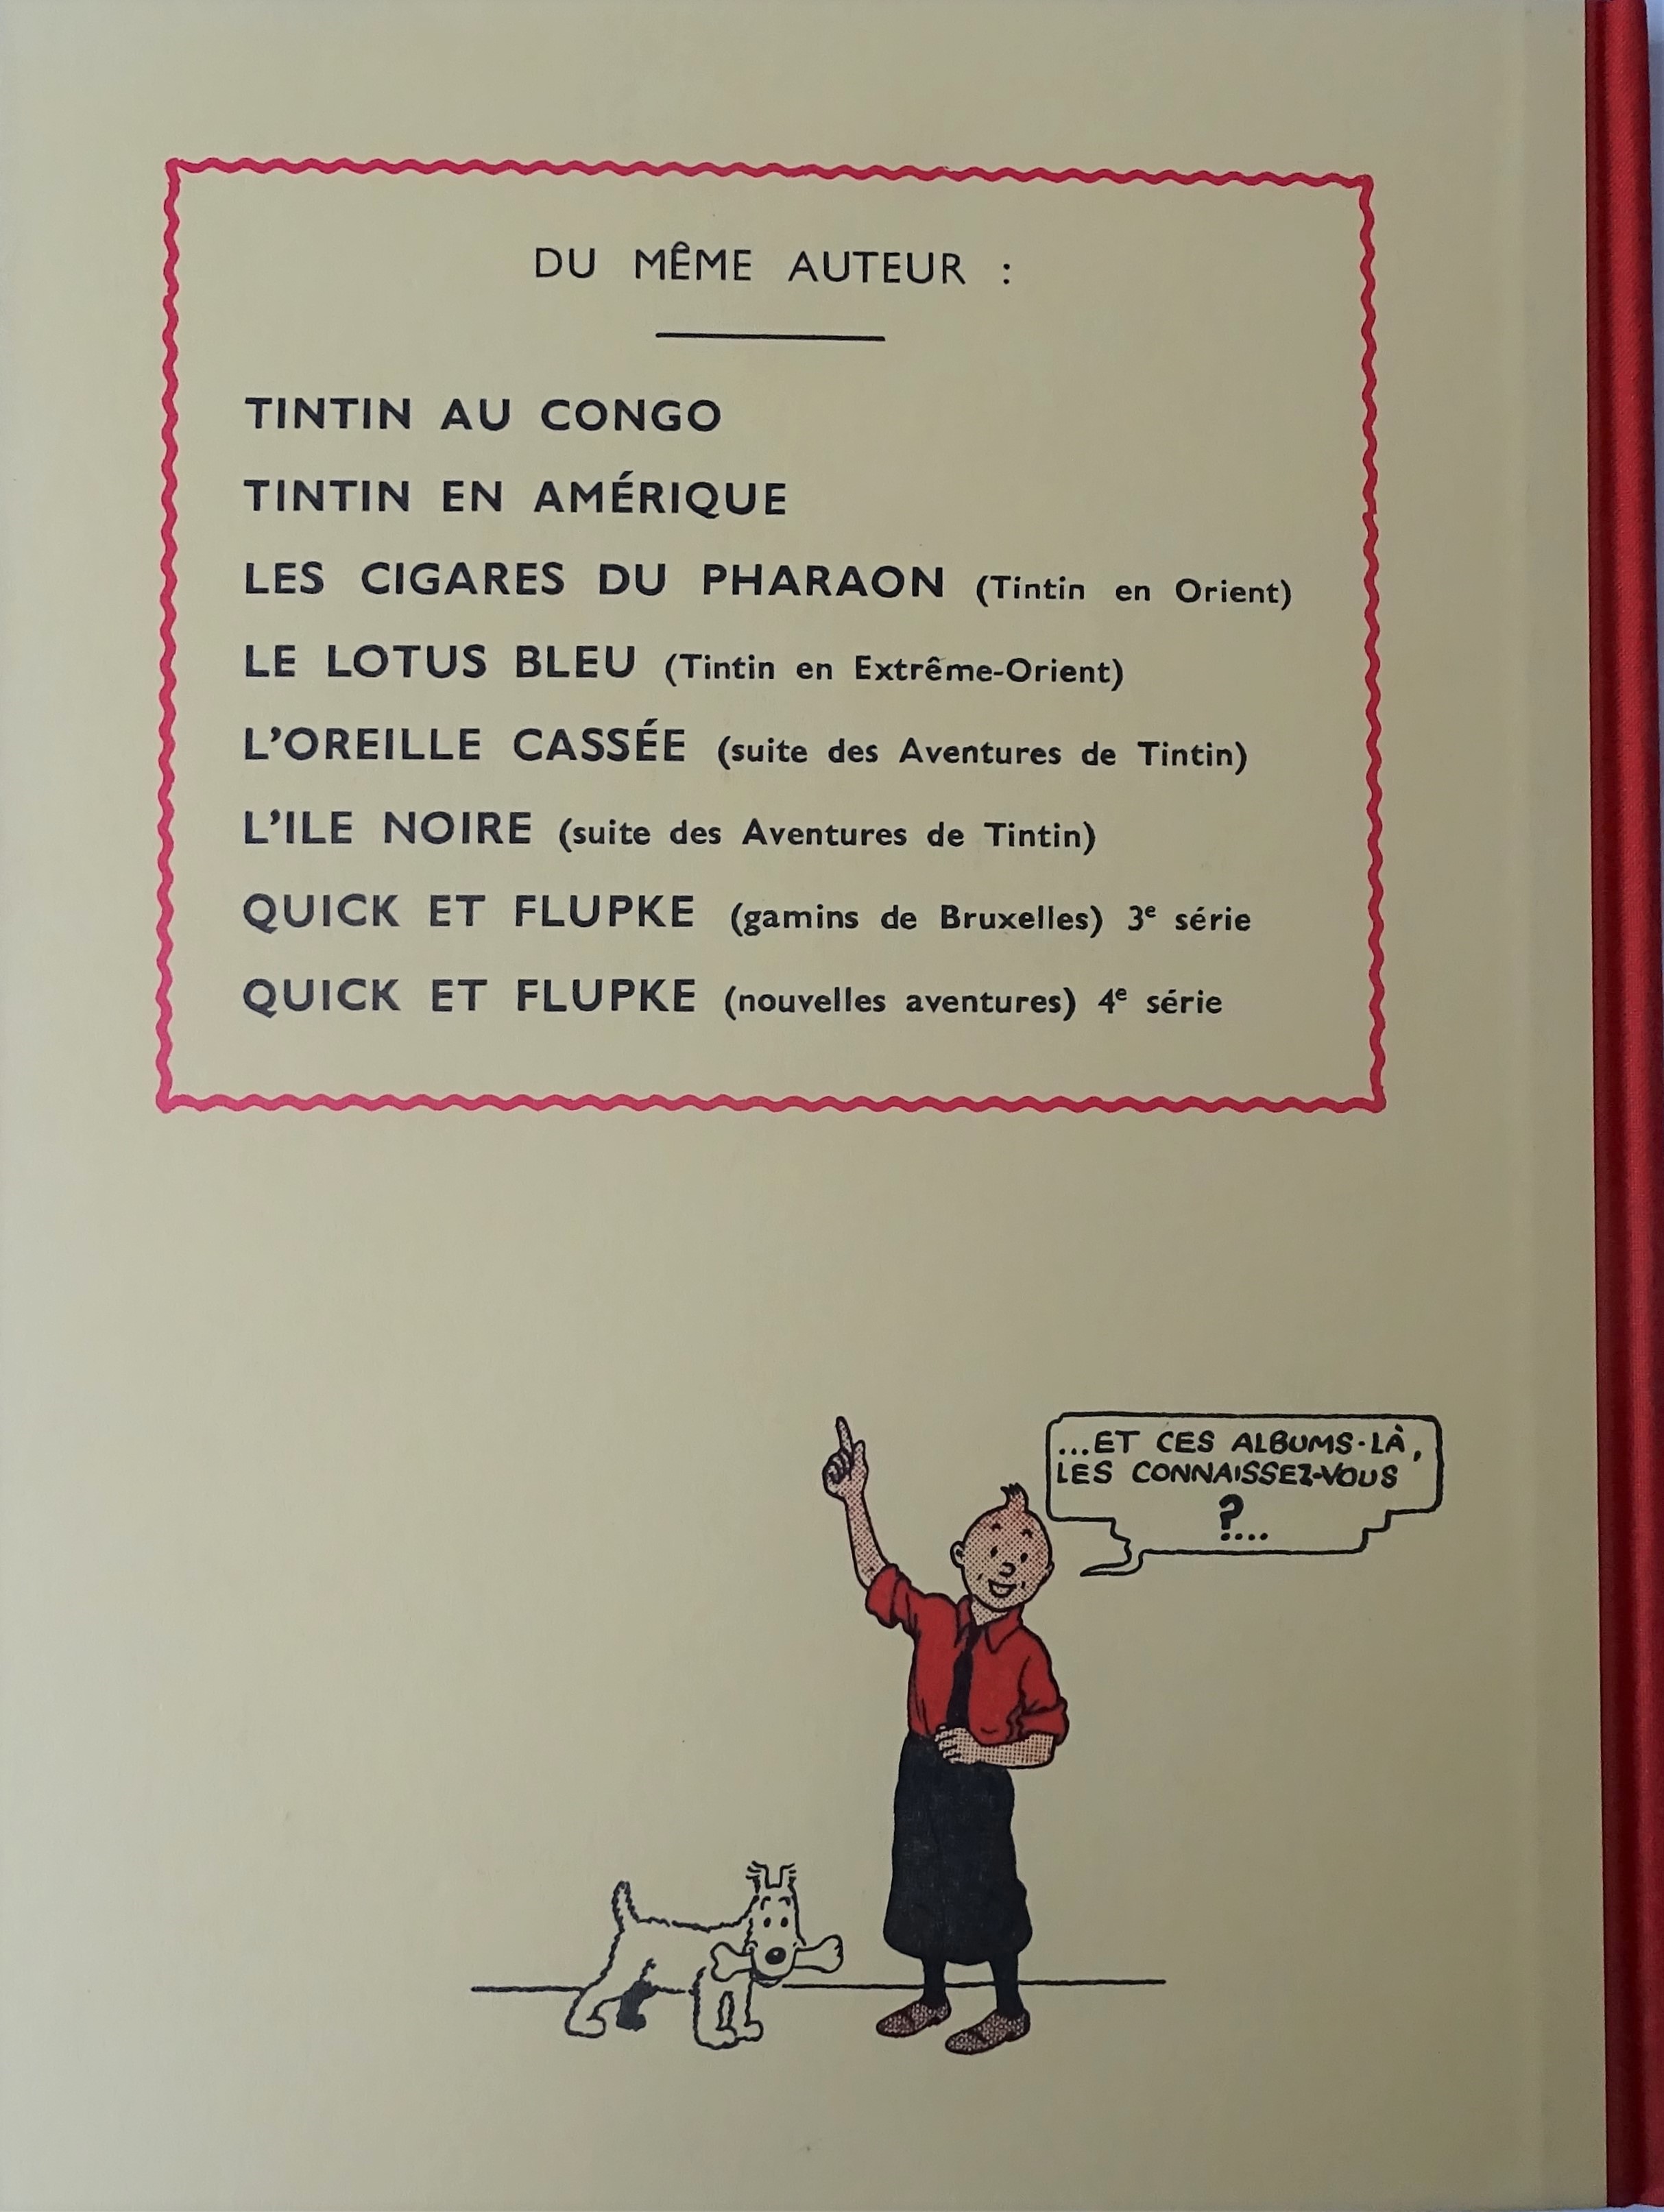 DU MÊME AUTEUR :
TINTIN AU CONGO
TINTIN EN AMÉRIQUE
LES CIGARES DU PHARAON (Tintin en Orient)
LE LOTUS BLEU (Tintin en Extrême-Orient)
L'OREILLE CASSÉE (suite des Aventures de Tintin)
L'ILE NOIRE (suite des Aventures de Tintin)
QUICK ET FLUPKE (gamins de Bruxelles) 3e série
QUICK ET FLUPKE (nouvelles aventures) 4e série
...ET CES ALBUMS-LÀ,
LES CONNAISSEZ-VOUS
?...